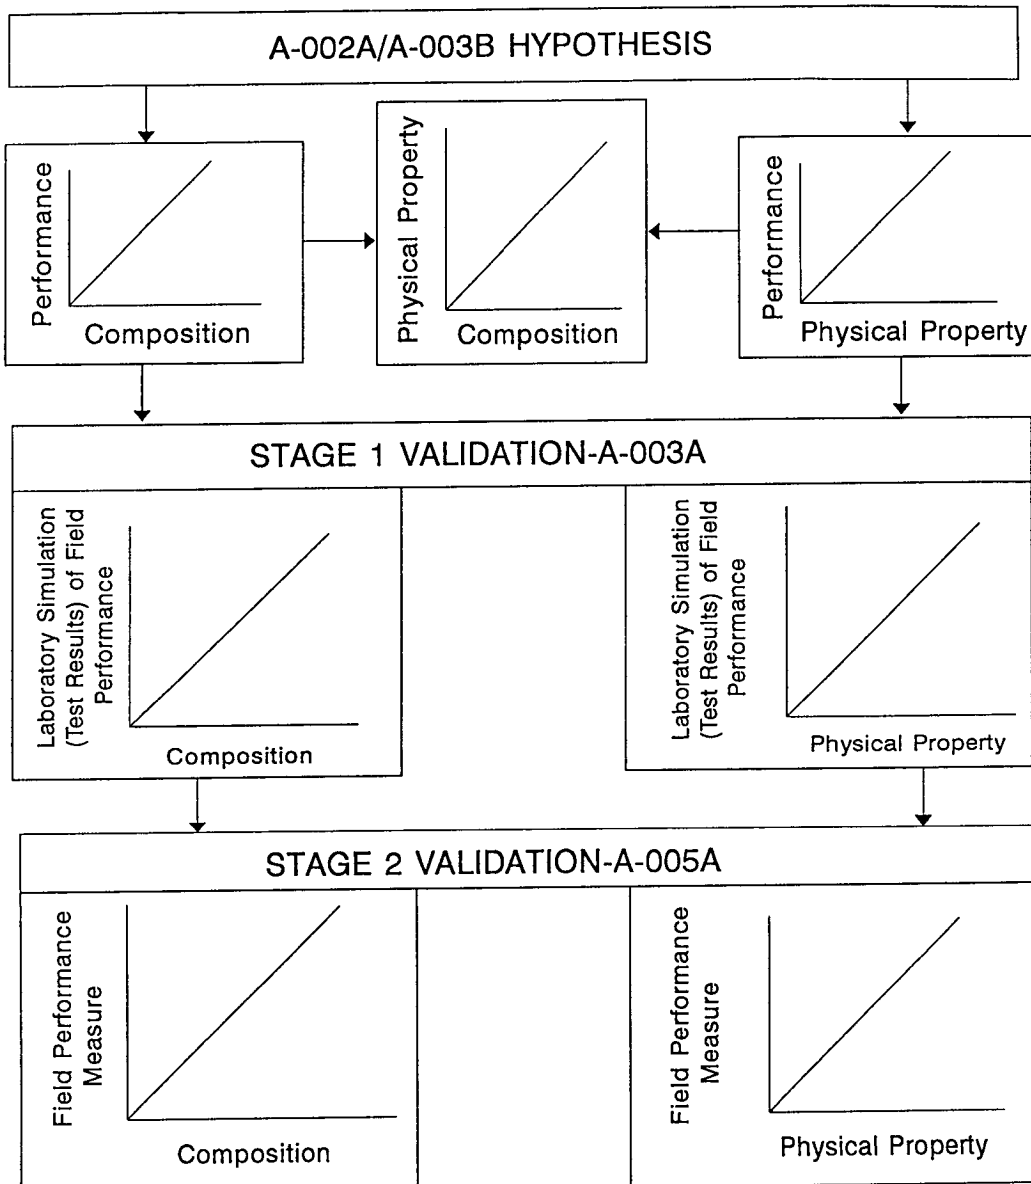 A-002A/A-003B HYPOTHESIS
Performance
Composition
Physical Property
Composition
Performance
Physical Property
STAGE 1 VALIDATION-A-003A
Laboratory Simulation
(Test Results) of Field
Performance
Composition
Laboratory Simulation
(Test Results) of Field
Performance
Physical Property
STAGE 2 VALIDATION-A-005A
Field Performance
Measure
Composition
Field Performance
Measure
Physical Property